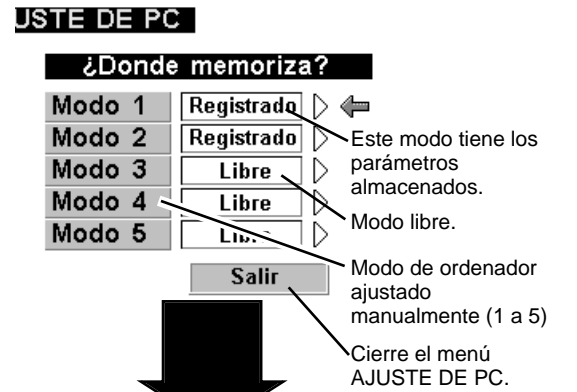 USTE DE PC
¿Donde memoriza?
Modo 1 Registrado
Modo 2 Registrado
Modo 3 Libre
Modo 4 Libre
Modo 5
Salir
Este modo tiene los
parámetros
almacenados.
Modo libre.
Modo de ordenador
ajustado
manualmente (1 a 5)
Cierre el menú
AJUSTE DE PC.